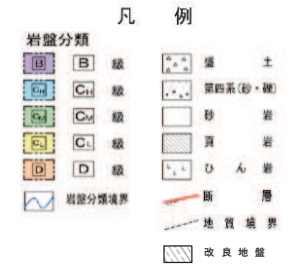 凡 例
岩盤分類
B B 級
CH CH 級
CM CM 級
CL CL 級
D D 級
岩盤分類境界
盛 土
第四系(砂・礫)
砂 岩
頁 岩
ひん 岩
断 層
地質境界
改良地盤